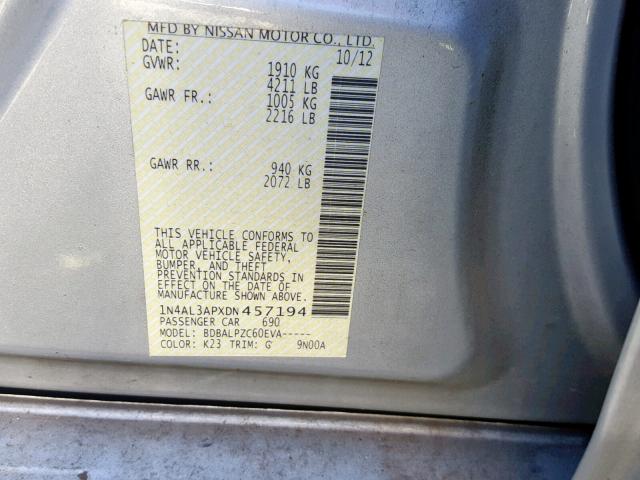 MFD BY NISSAN MOTOR CO., LTD.
DATE: 10/12
GVWR: 1910 KG
4211 LB
GAWR FR.: 1005 KG
2216 LB
GAWR RR.: 940 KG
2072 LB
THIS VEHICLE CONFORMS TO
ALL APPLICABLE FEDERAL
MOTOR VEHICLE SAFETY,
BUMPER, AND THEFT
PREVENTION STANDARDS IN
EFFECT ON THE DATE OF
MANUFACTURE SHOWN ABOVE.
1N4AL3APXDN457194
PASSENGER CAR 690
MODEL: BDBALPZC60EVA-----
COLOR: K23 TRIM: G 9N00A